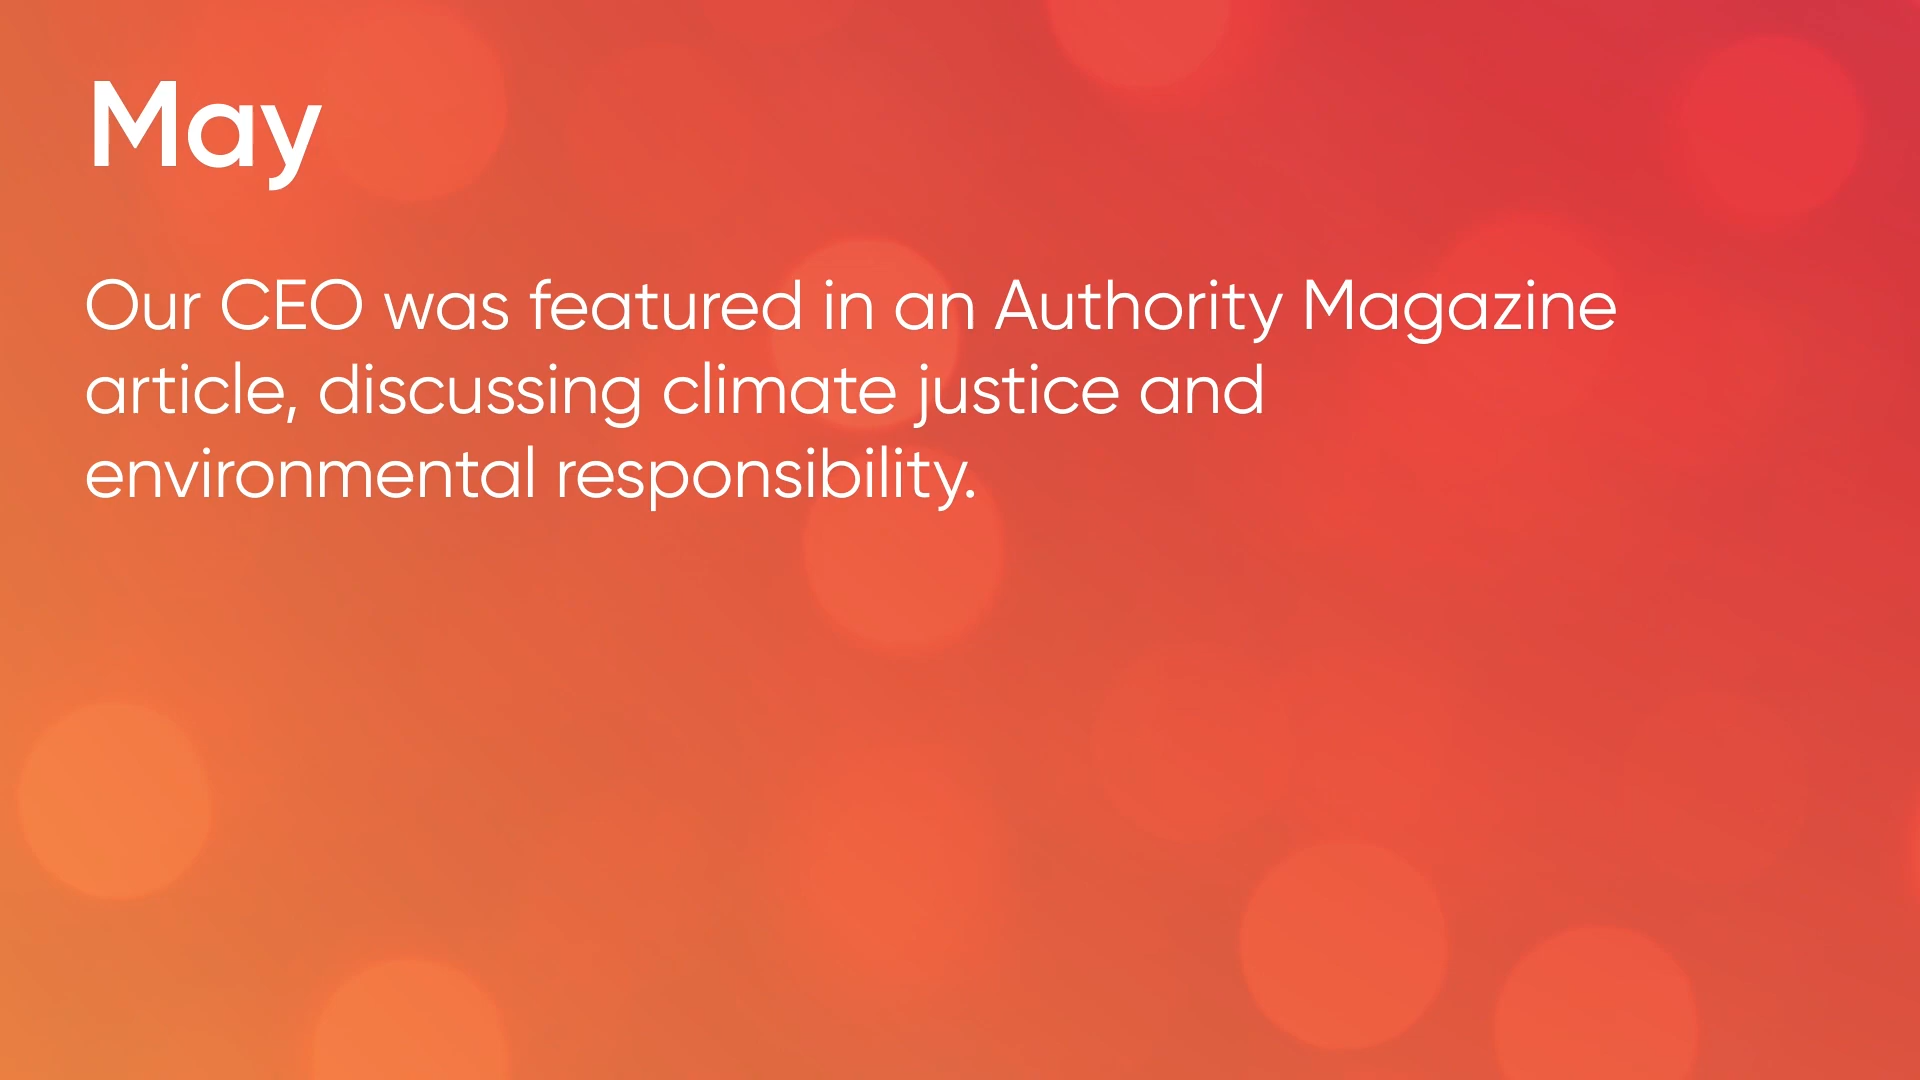 May
Our CEO was featured in an Authority Magazine
article, discussing climate justice and
environmental responsibility.